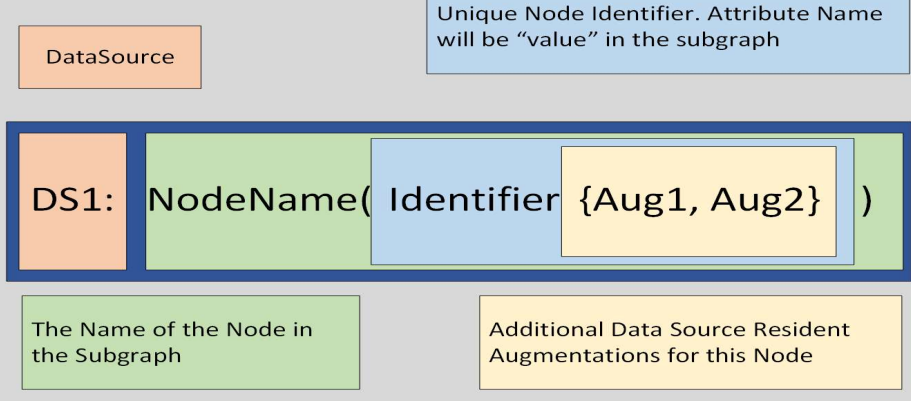 Unique Node Identifier. Attribute Name
will be “value” in the subgraph
DataSource
DS1: NodeName( Identifier {Aug1, Aug2} )
The Name of the Node in
the Subgraph
Additional Data Source Resident
Augmentations for this Node